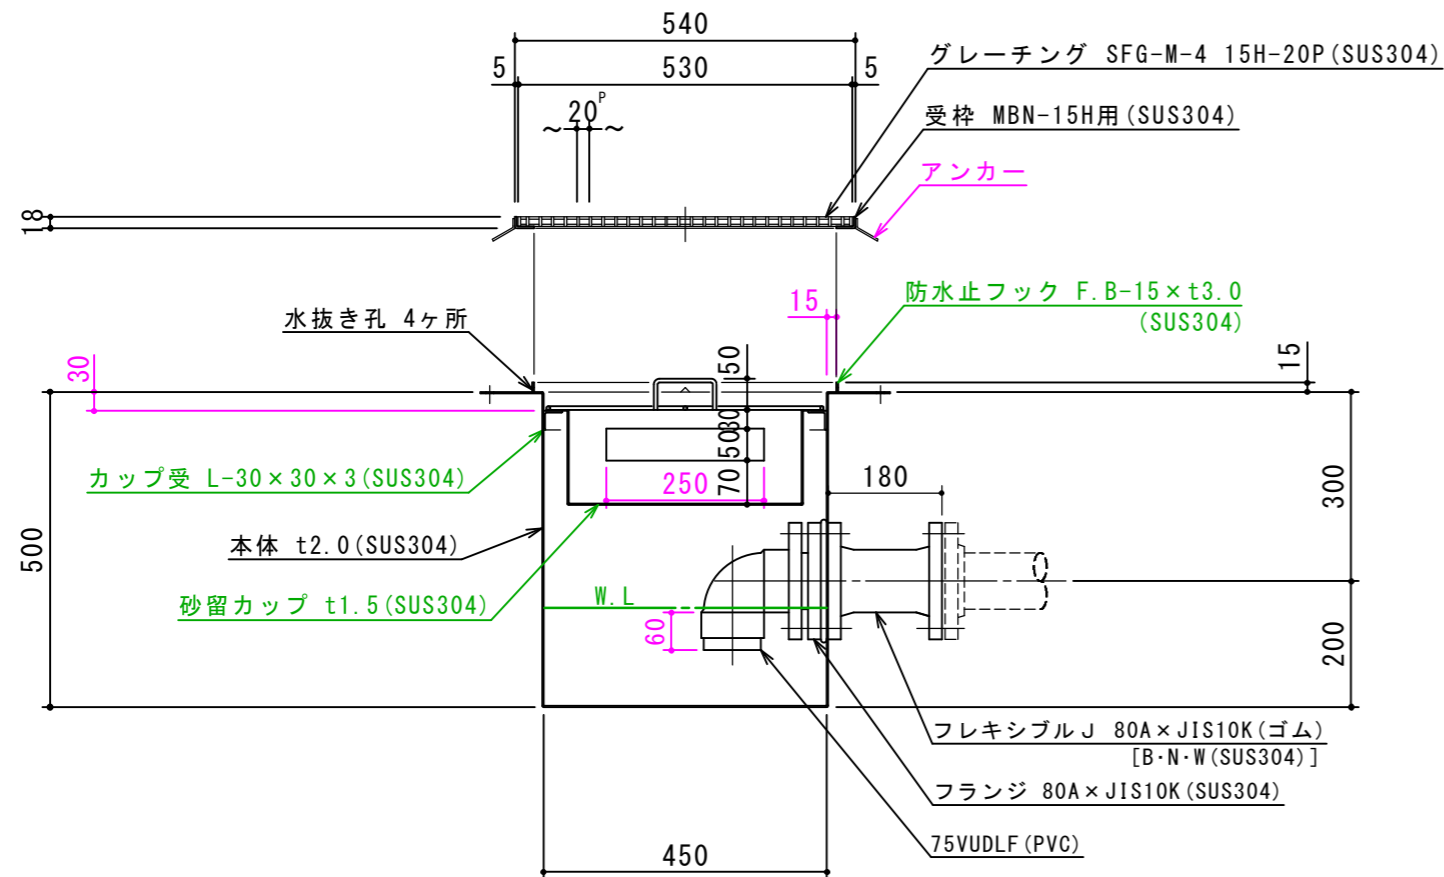 540
グレーチング SFG-M-4 15H-20P(SUS304)
5
530
5
20P
～
～
受枠 MBN-15H用(SUS304)
アンカー
18
防水止フック F.B-15×t3.0
(SUS304)
15
水抜き孔 4ヶ所
50
15
30
30
50
70
250
カップ受 L-30×30×3(SUS304)
180
300
本体 t2.0(SUS304)
500
砂留カップ t1.5(SUS304)
W.L
60
200
フレキシブルJ 80A×JIS10K(ゴム)
[B·N·W(SUS304)]
フランジ 80A×JIS10K(SUS304)
75VUDLF(PVC)
450